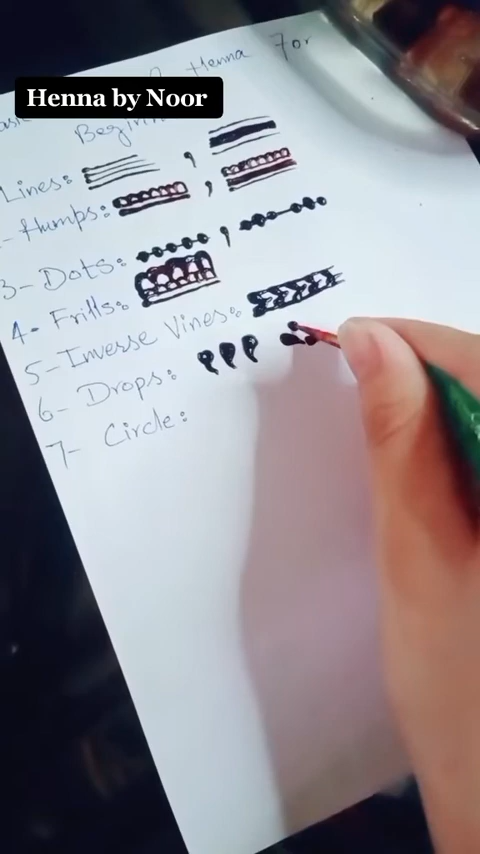 Henna by Noor
Henna For
Lines:
Humps:
3- Dots:
4- Frills:
5- Inverse Vines:
6- Drops:
7- Circle: